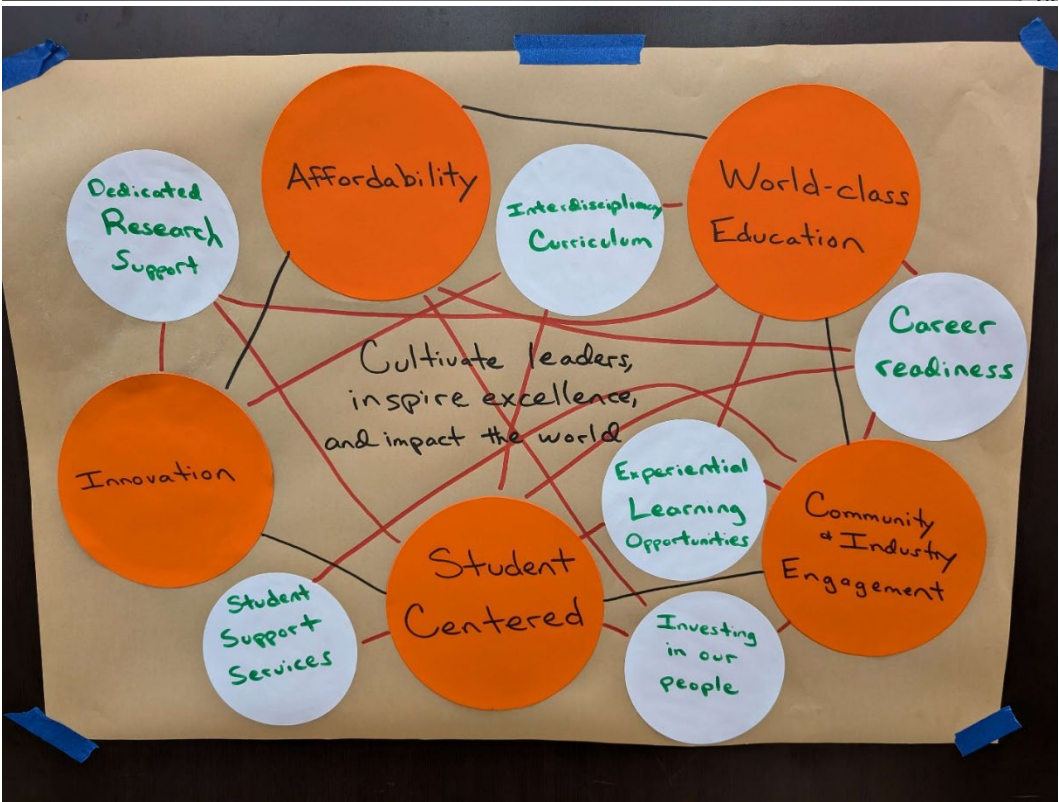 Affordability
World-class
Education
Dedicated
Research
Support
Interdisciplinacy
Curriculum
Career
readiness
Cultivate leaders,
inspire excellence,
and impact the world
Innovation
Experiential
Learning
Opportunities
Community
& Industry
Engagement
Student
Centered
Student
Support
Services
Investing
in our
people